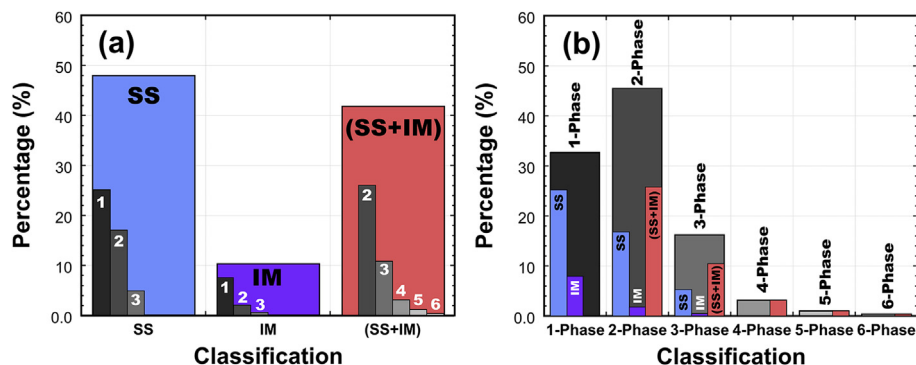 (a)
Percentage (%)
60
50
40
30
20
10
0.0
SS
1
2
3
IM
1
2
3
(SS+IM)
2
3
4
5
6
SS
IM
(SS+IM)
Classification
(b)
Percentage (%)
60
50
40
30
20
10
0.0
1-Phase
SS
IM
2-Phase
SS
IM
(SS+IM)
3-Phase
SS
IM
(SS+IM)
4-Phase
5-Phase
6-Phase
1-Phase 2-Phase 3-Phase 4-Phase 5-Phase 6-Phase
Classification